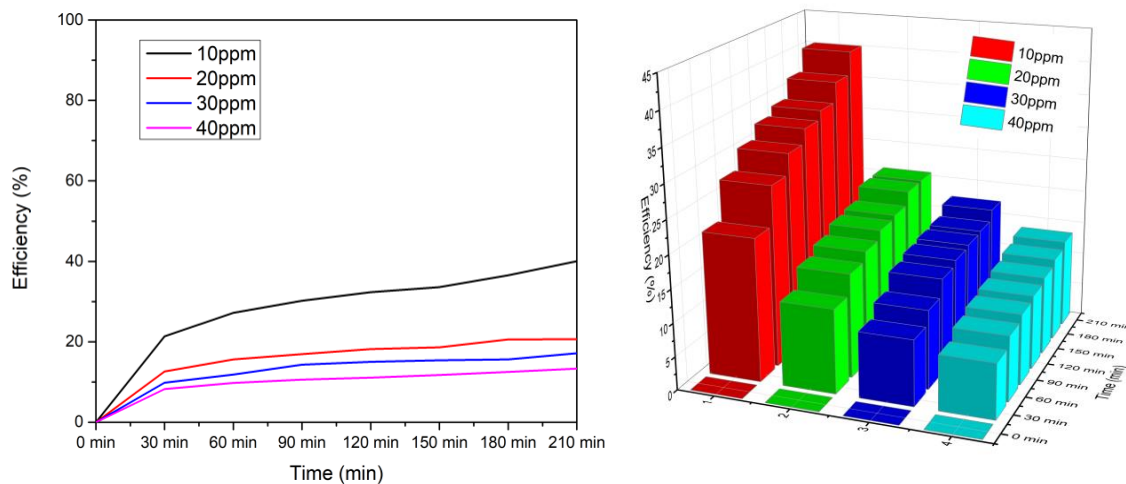 100
80
60
40
20
0
Efficiency (%)
10ppm
20ppm
30ppm
40ppm
0 min 30 min 60 min 90 min 120 min 150 min 180 min 210 min
Time (min)
45
40
35
30
25
20
15
10
5
0
Efficiency (%)
10ppm
20ppm
30ppm
40ppm
1 2 3 4
210 min
180 min
150 min
120 min
90 min
60 min
30 min
0 min
Time (min)